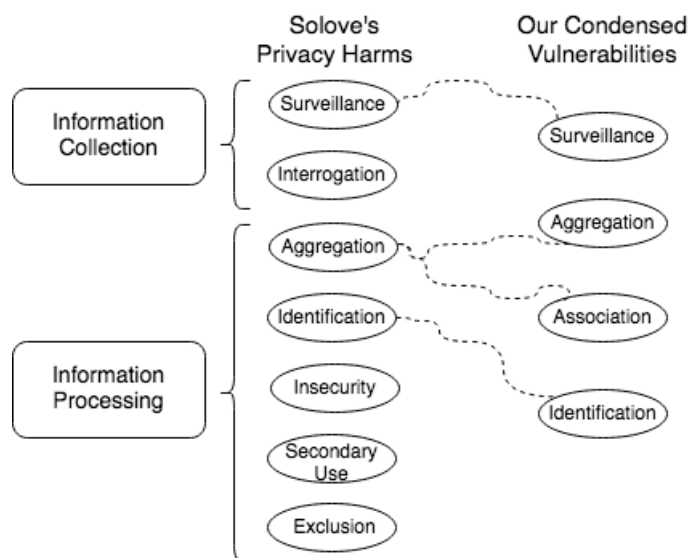 Solove's
Privacy Harms
Our Condensed
Vulnerabilities
Information
Collection
Surveillance
Interrogation
Surveillance
Information
Processing
Aggregation
Identification
Insecurity
Secondary
Use
Exclusion
Aggregation
Association
Identification